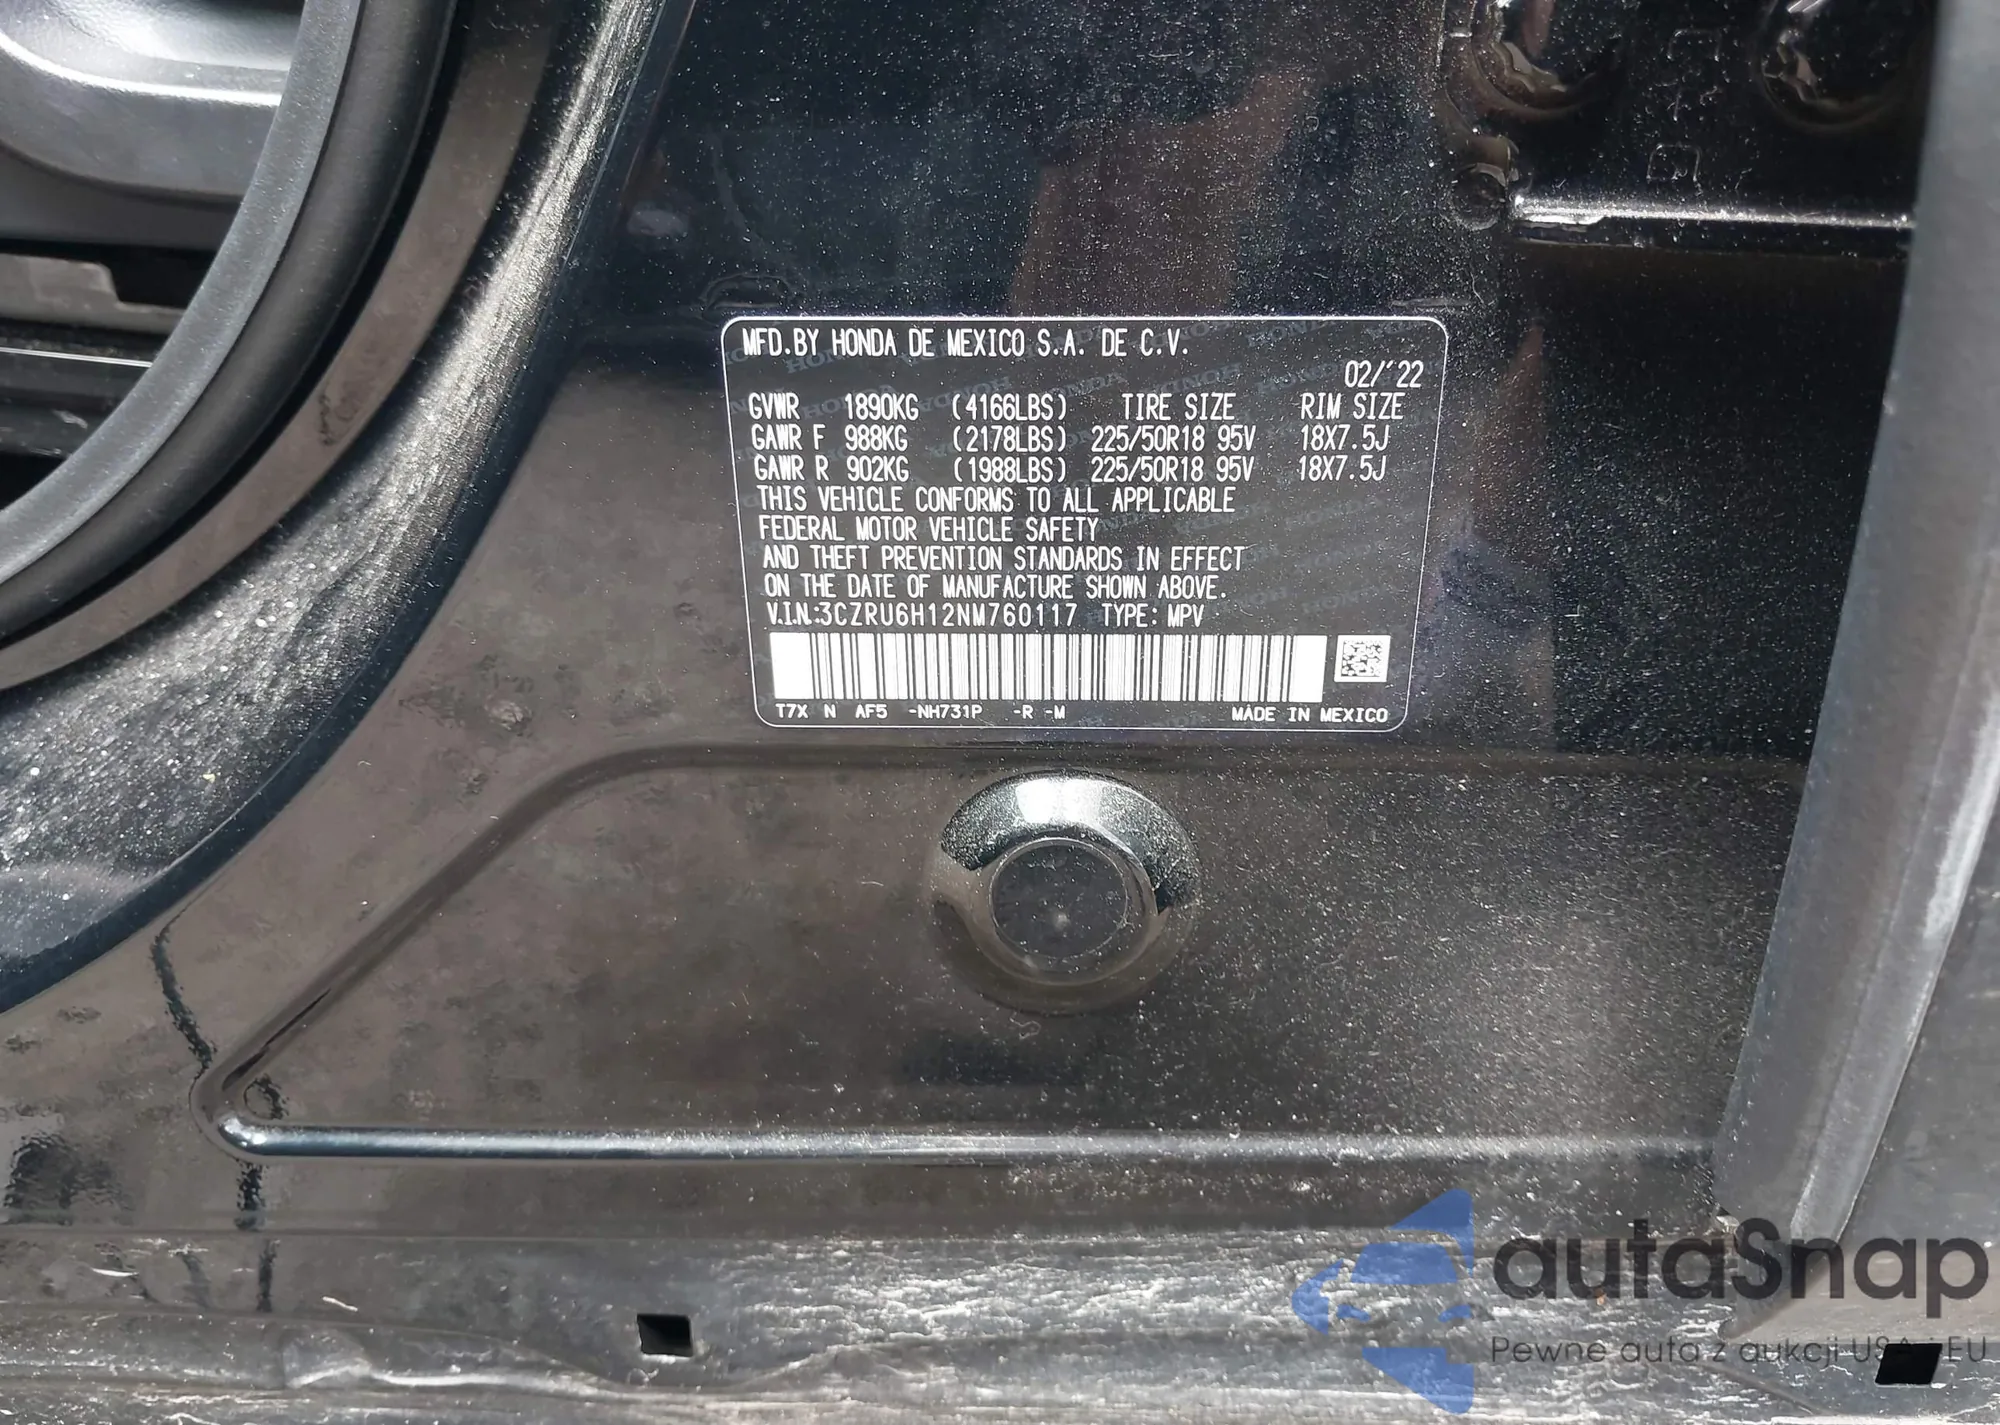 MFD.BY HONDA DE MEXICO S.A. DE C.V.
02/'22
GVWR 1890KG (4166LBS) TIRE SIZE RIM SIZE
GAWR F 988KG (2178LBS) 225/50R18 95V 18X7.5J
GAWR R 902KG (1988LBS) 225/50R18 95V 18X7.5J
THIS VEHICLE CONFORMS TO ALL APPLICABLE
FEDERAL MOTOR VEHICLE SAFETY
AND THEFT PREVENTION STANDARDS IN EFFECT
ON THE DATE OF MANUFACTURE SHOWN ABOVE.
V.I.N.:3CZRU6H12NM760117 TYPE: MPV
T7X N AF5 -NH731P -R -M MADE IN MEXICO
autaSnap
Pewne auta z aukcji USA i EU